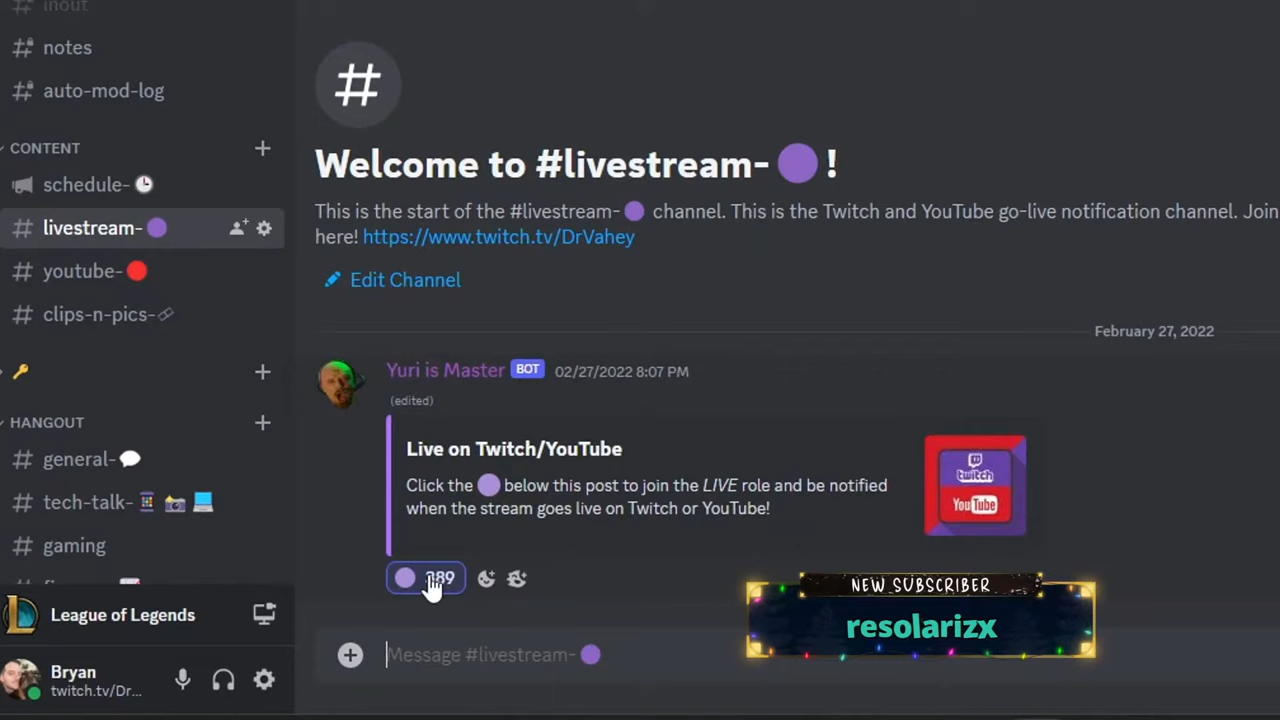 inout
notes
auto-mod-log
CONTENT
schedule-
livestream-
youtube-
clips-n-pics-
HANGOUT
general-
tech-talk-
gaming
League of Legends
Bryan
twitch.tv/Dr...
Welcome to #livestream- !
This is the start of the #livestream- channel. This is the Twitch and YouTube go-live notification channel. Join
here! https://www.twitch.tv/DrVahey
Edit Channel
February 27, 2022
Yuri is Master BOT 02/27/2022 8:07 PM
(edited)
Live on Twitch/YouTube
Click the below this post to join the LIVE role and be notified
when the stream goes live on Twitch or YouTube!
twitch
YouTube
NEW SUBSCRIBER
resolarizx
Message #livestream-